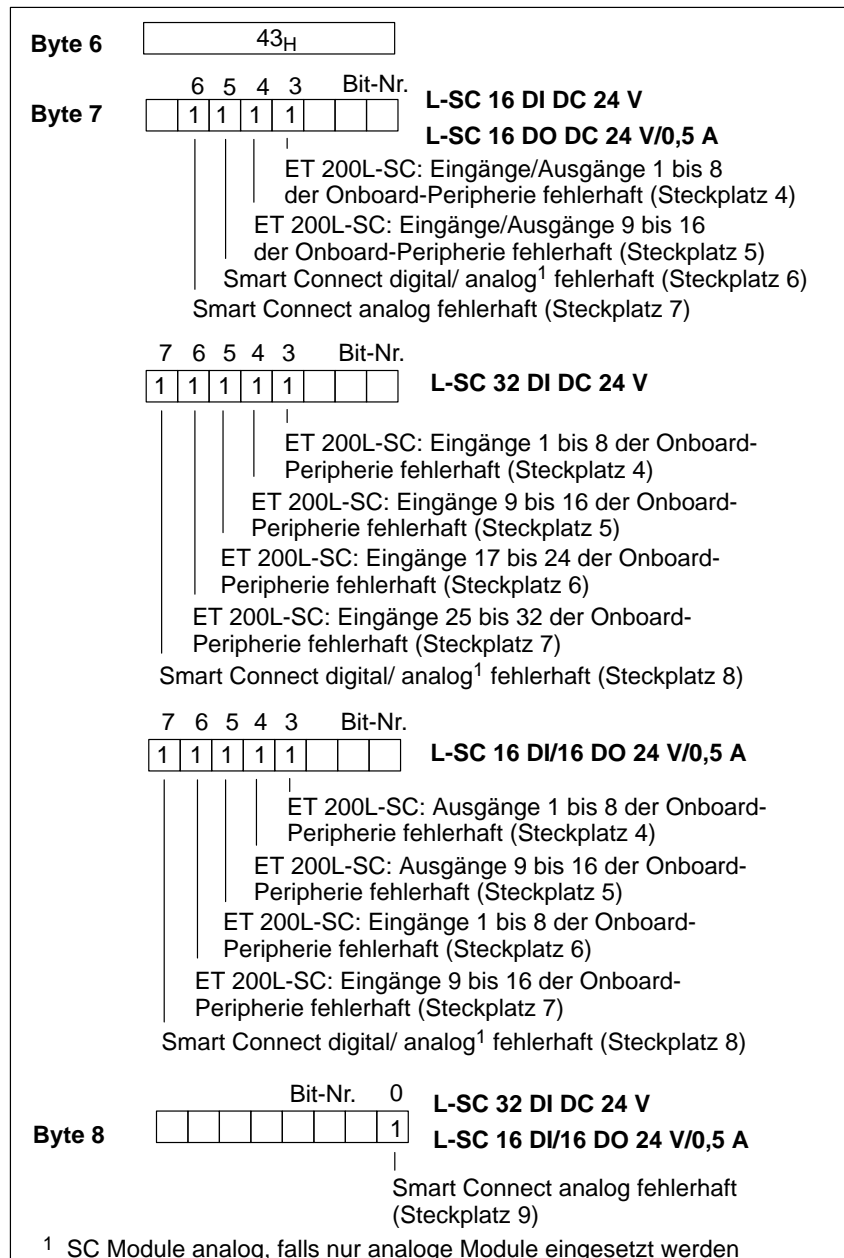 Byte 6 43H
6 5 4 3 Bit-Nr.
L-SC 16 DI DC 24 V
Byte 7 1 1 1 1
L-SC 16 DO DC 24 V/0,5 A
ET 200L-SC: Eingänge/Ausgänge 1 bis 8
der Onboard-Peripherie fehlerhaft (Steckplatz 4)
ET 200L-SC: Eingänge/Ausgänge 9 bis 16
der Onboard-Peripherie fehlerhaft (Steckplatz 5)
Smart Connect digital/ analog1 fehlerhaft (Steckplatz 6)
Smart Connect analog fehlerhaft (Steckplatz 7)
7 6 5 4 3 Bit-Nr.
1 1 1 1 1 L-SC 32 DI DC 24 V
ET 200L-SC: Eingänge 1 bis 8 der Onboard-
Peripherie fehlerhaft (Steckplatz 4)
ET 200L-SC: Eingänge 9 bis 16 der Onboard-
Peripherie fehlerhaft (Steckplatz 5)
ET 200L-SC: Eingänge 17 bis 24 der Onboard-
Peripherie fehlerhaft (Steckplatz 6)
ET 200L-SC: Eingänge 25 bis 32 der Onboard-
Peripherie fehlerhaft (Steckplatz 7)
Smart Connect digital/ analog1 fehlerhaft (Steckplatz 8)
7 6 5 4 3 Bit-Nr.
1 1 1 1 1 L-SC 16 DI/16 DO 24 V/0,5 A
ET 200L-SC: Ausgänge 1 bis 8 der Onboard-
Peripherie fehlerhaft (Steckplatz 4)
ET 200L-SC: Ausgänge 9 bis 16 der Onboard-
Peripherie fehlerhaft (Steckplatz 5)
ET 200L-SC: Eingänge 1 bis 8 der Onboard-
Peripherie fehlerhaft (Steckplatz 6)
ET 200L-SC: Eingänge 9 bis 16 der Onboard-
Peripherie fehlerhaft (Steckplatz 7)
Smart Connect digital/ analog1 fehlerhaft (Steckplatz 8)
Bit-Nr. 0
L-SC 32 DI DC 24 V
Byte 8 1
L-SC 16 DI/16 DO 24 V/0,5 A
Smart Connect analog fehlerhaft
(Steckplatz 9)
1 SC Module analog, falls nur analoge Module eingesetzt werden